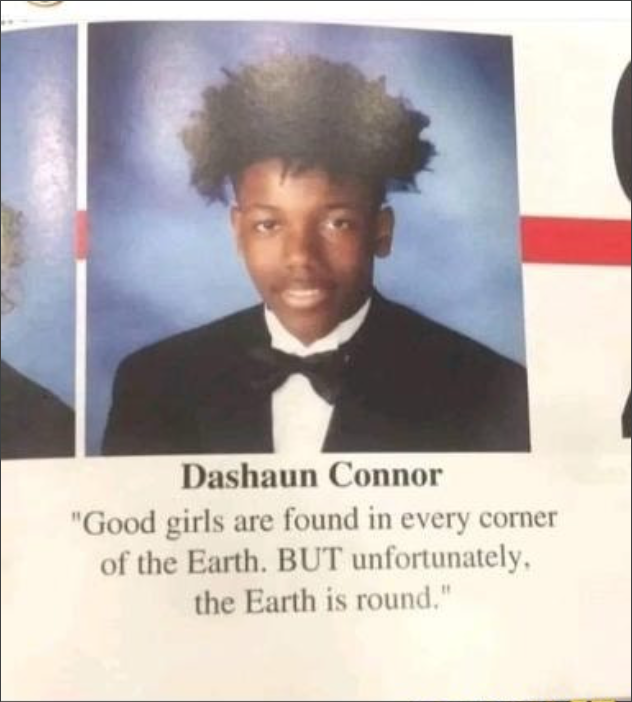 Dashaun Connor
"Good girls are found in every corner
of the Earth. BUT unfortunately,
the Earth is round."